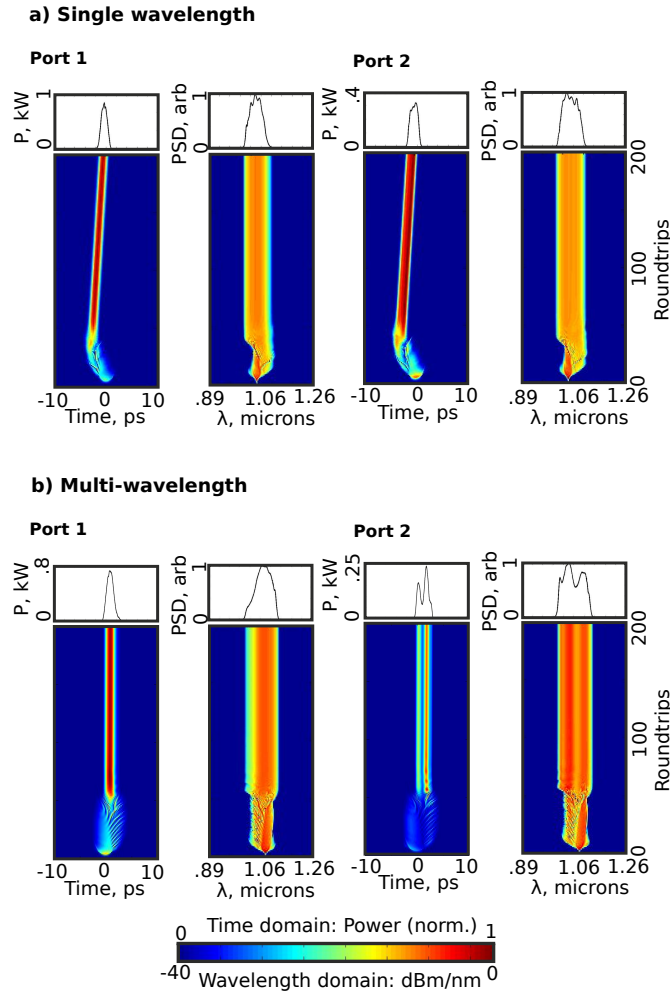 a) Single wavelength
Port 1
Port 2
P, kW
0 1
PSD, arb
0 1
P, kW
0 .4
PSD, arb
0 1
0 100 200
Roundtrips
-10 0 10
Time, ps
.89 1.06 1.26
λ, microns
-10 0 10
Time, ps
.89 1.06 1.26
λ, microns
b) Multi-wavelength
Port 1
Port 2
P, kW
0 .8
PSD, arb
0 1
P, kW
0 .25
PSD, arb
0 1
0 100 200
Roundtrips
-10 0 10
Time, ps
.89 1.06 1.26
λ, microns
-10 0 10
Time, ps
.89 1.06 1.26
λ, microns
0 Time domain: Power (norm.) 1
-40 Wavelength domain: dBm/nm 0